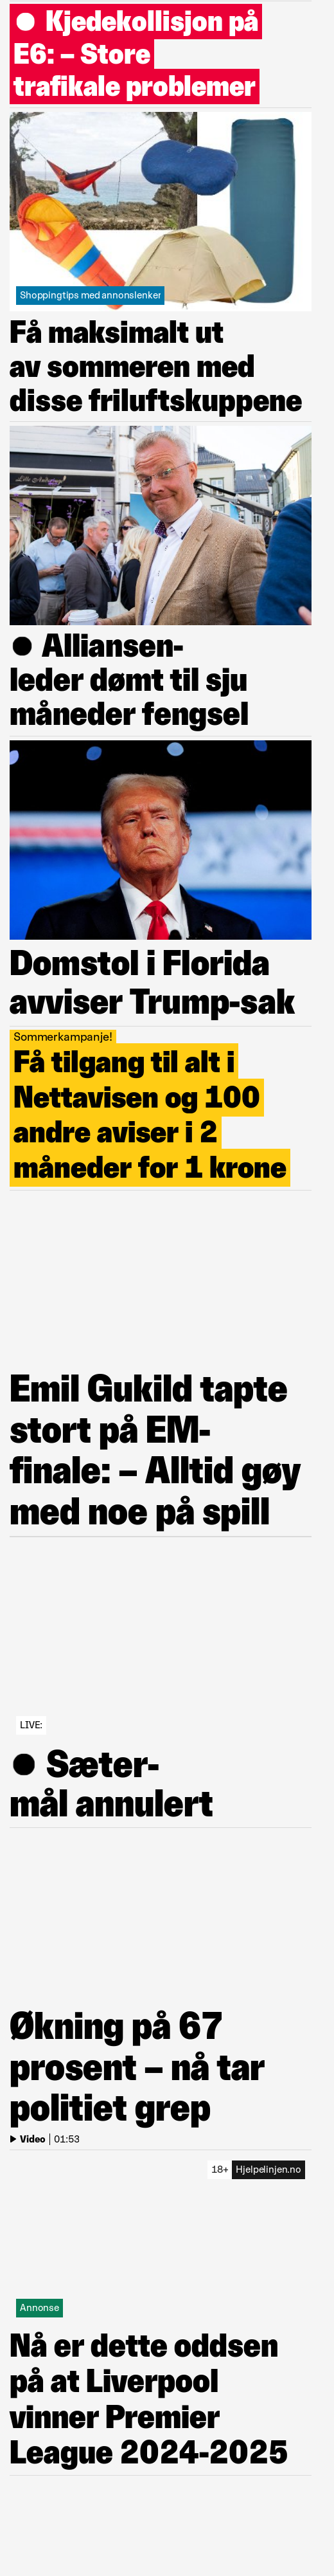 Kjedekollisjon på
E6: – Store
trafikale problemer
Shoppingtips med annonslenker
Få maksimalt ut
av sommeren med
disse friluftskuppene
Alliansen-
leder dømt til sju
måneder fengsel
Domstol i Florida
avviser Trump-sak
Sommerkampanje!
Få tilgang til alt i
Nettavisen og 100
andre aviser i 2
måneder for 1 krone
Emil Gukild tapte
stort på EM-
finale: – Alltid gøy
med noe på spill
LIVE:
Sæter-
mål annulert
Økning på 67
prosent – nå tar
politiet grep
Video | 01:53
18+ Hjelpelinjen.no
Annonse
Nå er dette oddsen
på at Liverpool
vinner Premier
League 2024-2025